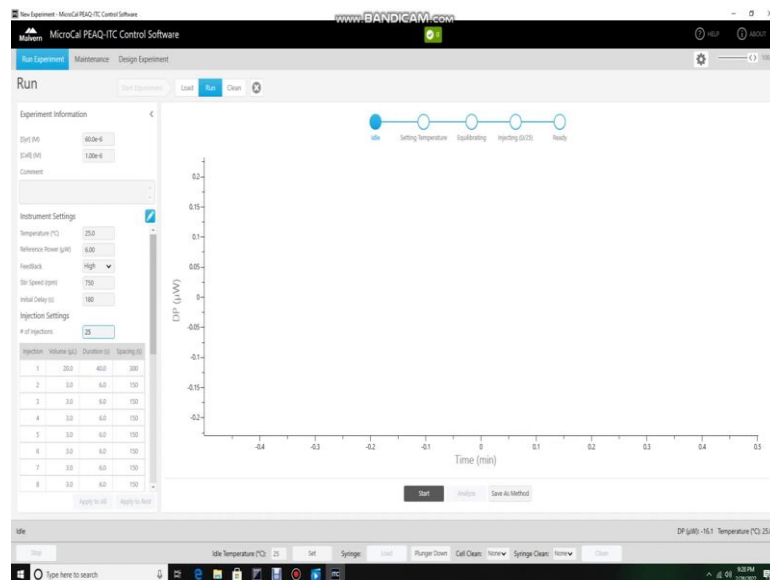 New Experiment - MicroCal PEAQ-ITC Control Software
www.BANDICAM.com
Malvern MicroCal PEAQ-ITC Control Software
0
HELP
ABOUT
Run Experiment Maintenance Design Experiment
Run
Start Experiment
Load Run Clean
Experiment Information
[Syr] (M) 60.0e-6
[Cell] (M) 1.00e-6
Comment
Instrument Settings
Temperature (°C) 25.0
Reference Power (µW) 6.00
Feedback High
Stir Speed (rpm) 750
Initial Delay (s) 180
Injection Settings
# of Injections 25
Injection Volume (µL) Duration (s) Spacing (s)
1 20.0 40.0 300
2 3.0 6.0 150
3 3.0 6.0 150
4 3.0 6.0 150
5 3.0 6.0 150
6 3.0 6.0 150
7 3.0 6.0 150
8 3.0 6.0 150
Apply to All Apply to Rest
Idle Setting Temperature Equilibrating Injecting (0/25) Ready
0.2
0.15
0.1
0.05
0
-0.05
-0.1
-0.15
-0.2
DP (µW)
-0.4 -0.3 -0.2 -0.1 0 0.1 0.2 0.3 0.4 0.5
Time (min)
Start Analyze Save As Method
Idle
DP (µW): -16.1 Temperature (°C): 25.
Stop
Idle Temperature (°C): 25 Set Syringe: Load Plunger Down Cell Clean: None Syringe Clean: None Clean
Type here to search
9:20 PM